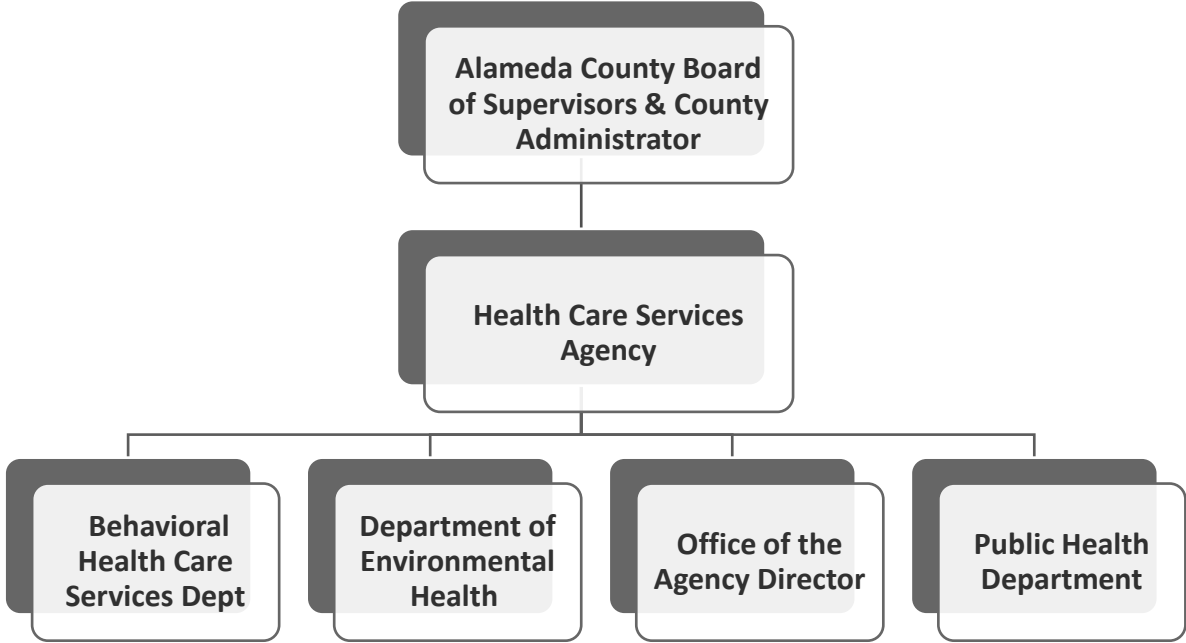 Alameda County Board
of Supervisors & County
Administrator
Health Care Services
Agency
Behavioral
Health Care
Services Dept
Department of
Environmental
Health
Office of the
Agency Director
Public Health
Department